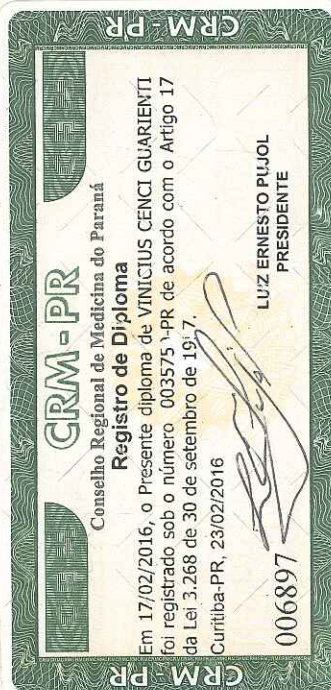 CRM-PR
CRM-PR
Conselho Regional de Medicina do Paraná
Registro de Diploma
Em 17/02/2016, o Presente diploma de VINICIUS CENCI GUARIENTI
foi registrado sob o número -PR de acordo com o Artigo 17
da Lei 3.268 de 30 de setembro de
Curitiba-PR, 23/02/2016
006897
LUIZ ERNESTO PUJOL
PRESIDENTE
CRM-PR
CRM-PR